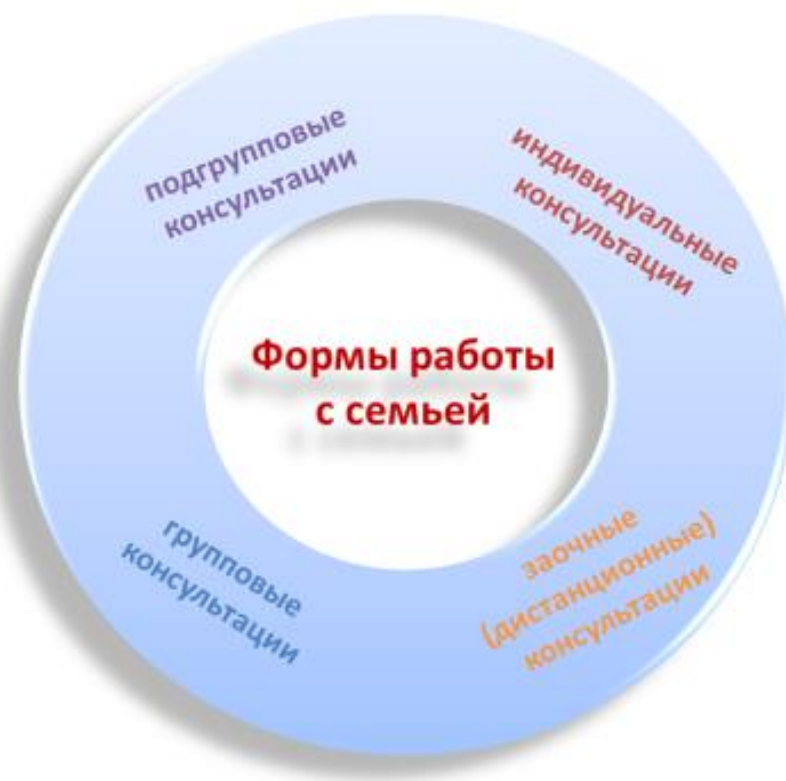 подгрупповые
консультации
индивидуальные
консультации
Формы работы
с семьей
групповые
консультации
заочные
(дистанционные)
консультации